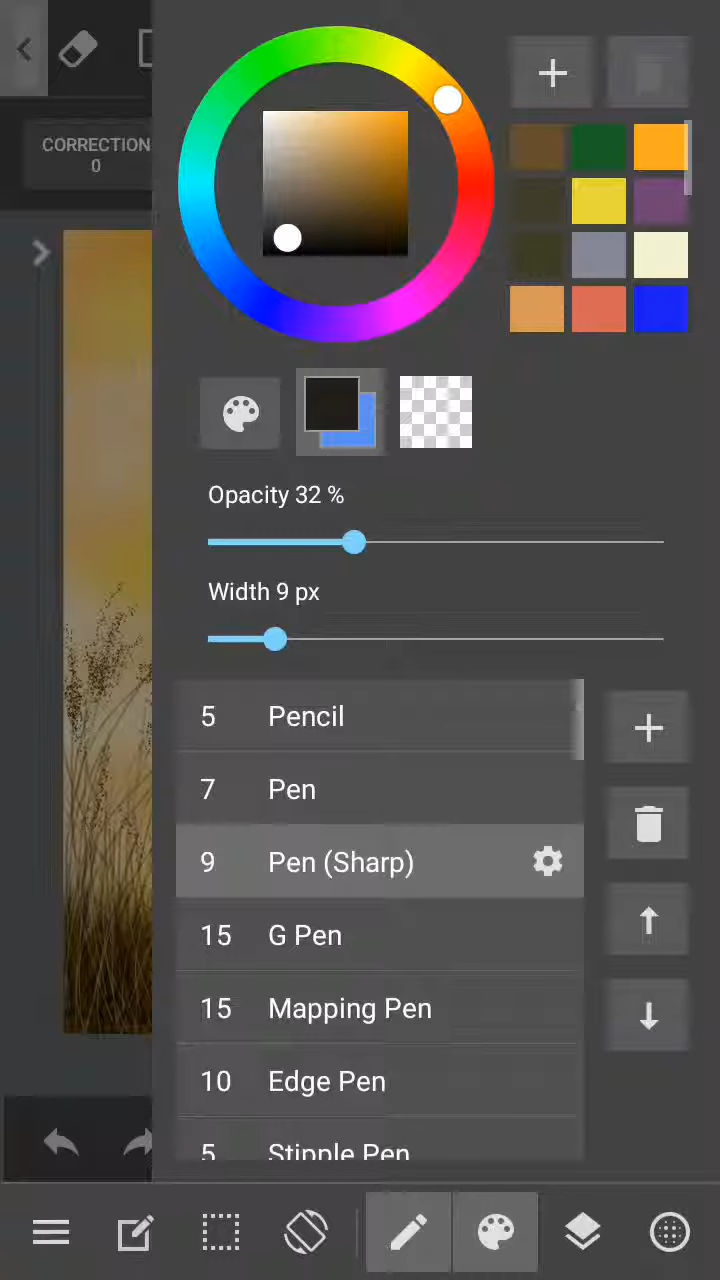 CORRECTION
0
Opacity 32 %
Width 9 px
5 Pencil
7 Pen
9 Pen (Sharp)
15 G Pen
15 Mapping Pen
10 Edge Pen
5 Stipple Pen